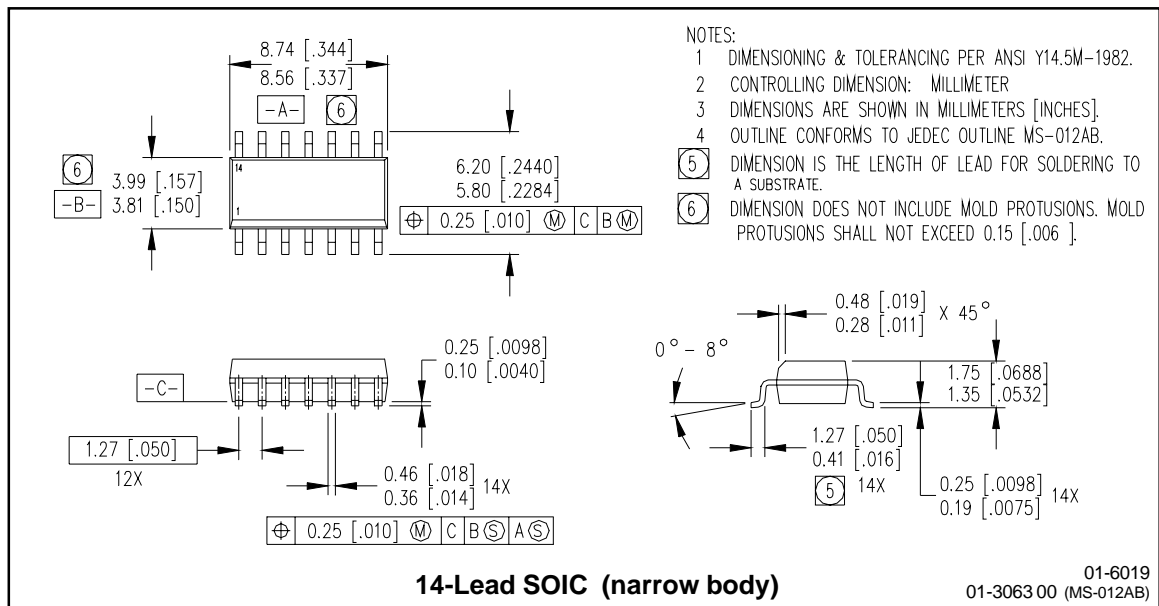 8.74 [.344]
8.56 [.337]
-A- 6
14
1
6
3.99 [.157]
3.81 [.150]
-B-
6.20 [.2440]
5.80 [.2284]
⌖ 0.25 [.010] Ⓜ C B Ⓜ
NOTES:
1 DIMENSIONING & TOLERANCING PER ANSI Y14.5M-1982.
2 CONTROLLING DIMENSION: MILLIMETER
3 DIMENSIONS ARE SHOWN IN MILLIMETERS [INCHES].
4 OUTLINE CONFORMS TO JEDEC OUTLINE MS-012AB.
5 DIMENSION IS THE LENGTH OF LEAD FOR SOLDERING TO
A SUBSTRATE.
6 DIMENSION DOES NOT INCLUDE MOLD PROTUSIONS. MOLD
PROTUSIONS SHALL NOT EXCEED 0.15 [.006 ].
-C-
0.25 [.0098]
0.10 [.0040]
1.27 [.050]
12X
0.46 [.018]
0.36 [.014] 14X
⌖ 0.25 [.010] Ⓜ C B Ⓢ A Ⓢ
0.48 [.019]
0.28 [.011] X 45°
0° - 8°
1.75 [.0688]
1.35 [.0532]
1.27 [.050]
0.41 [.016]
5 14X
0.25 [.0098]
0.19 [.0075] 14X
14-Lead SOIC (narrow body)
01-6019
01-3063 00 (MS-012AB)